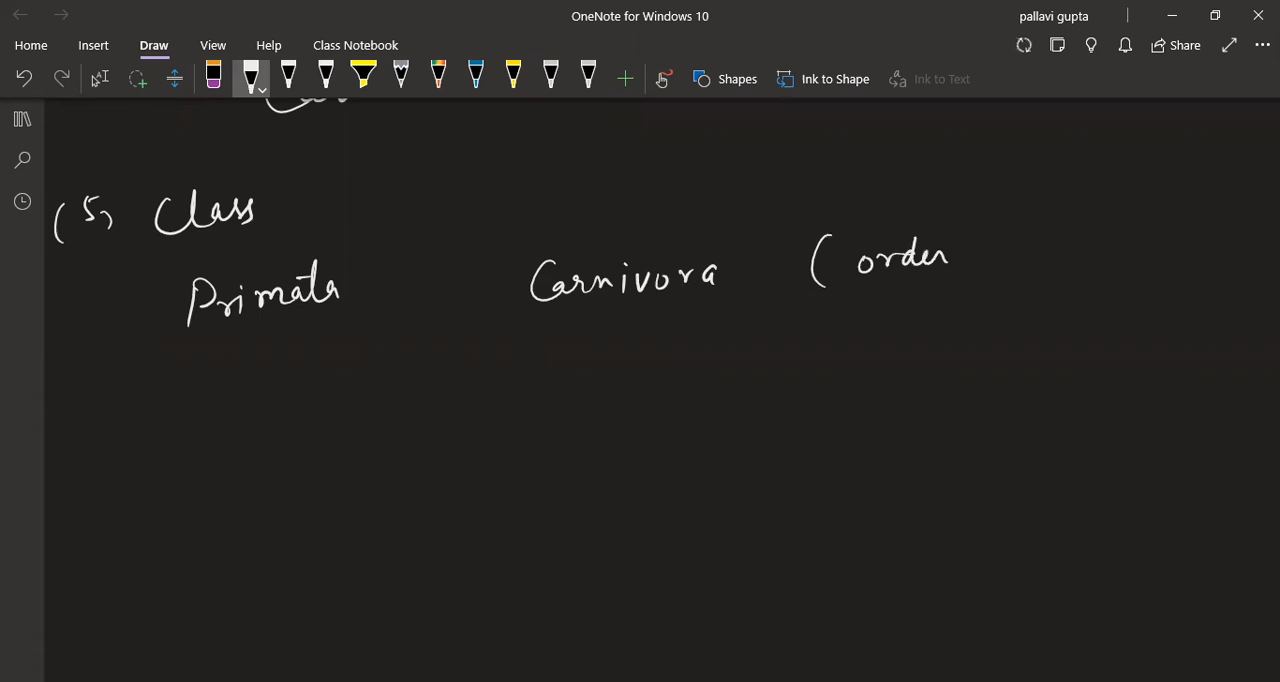 OneNote for Windows 10
pallavi gupta
Home Insert Draw View Help Class Notebook
Share
Shapes Ink to Shape Ink to Text
(5) Class
Primata Carnivora (order